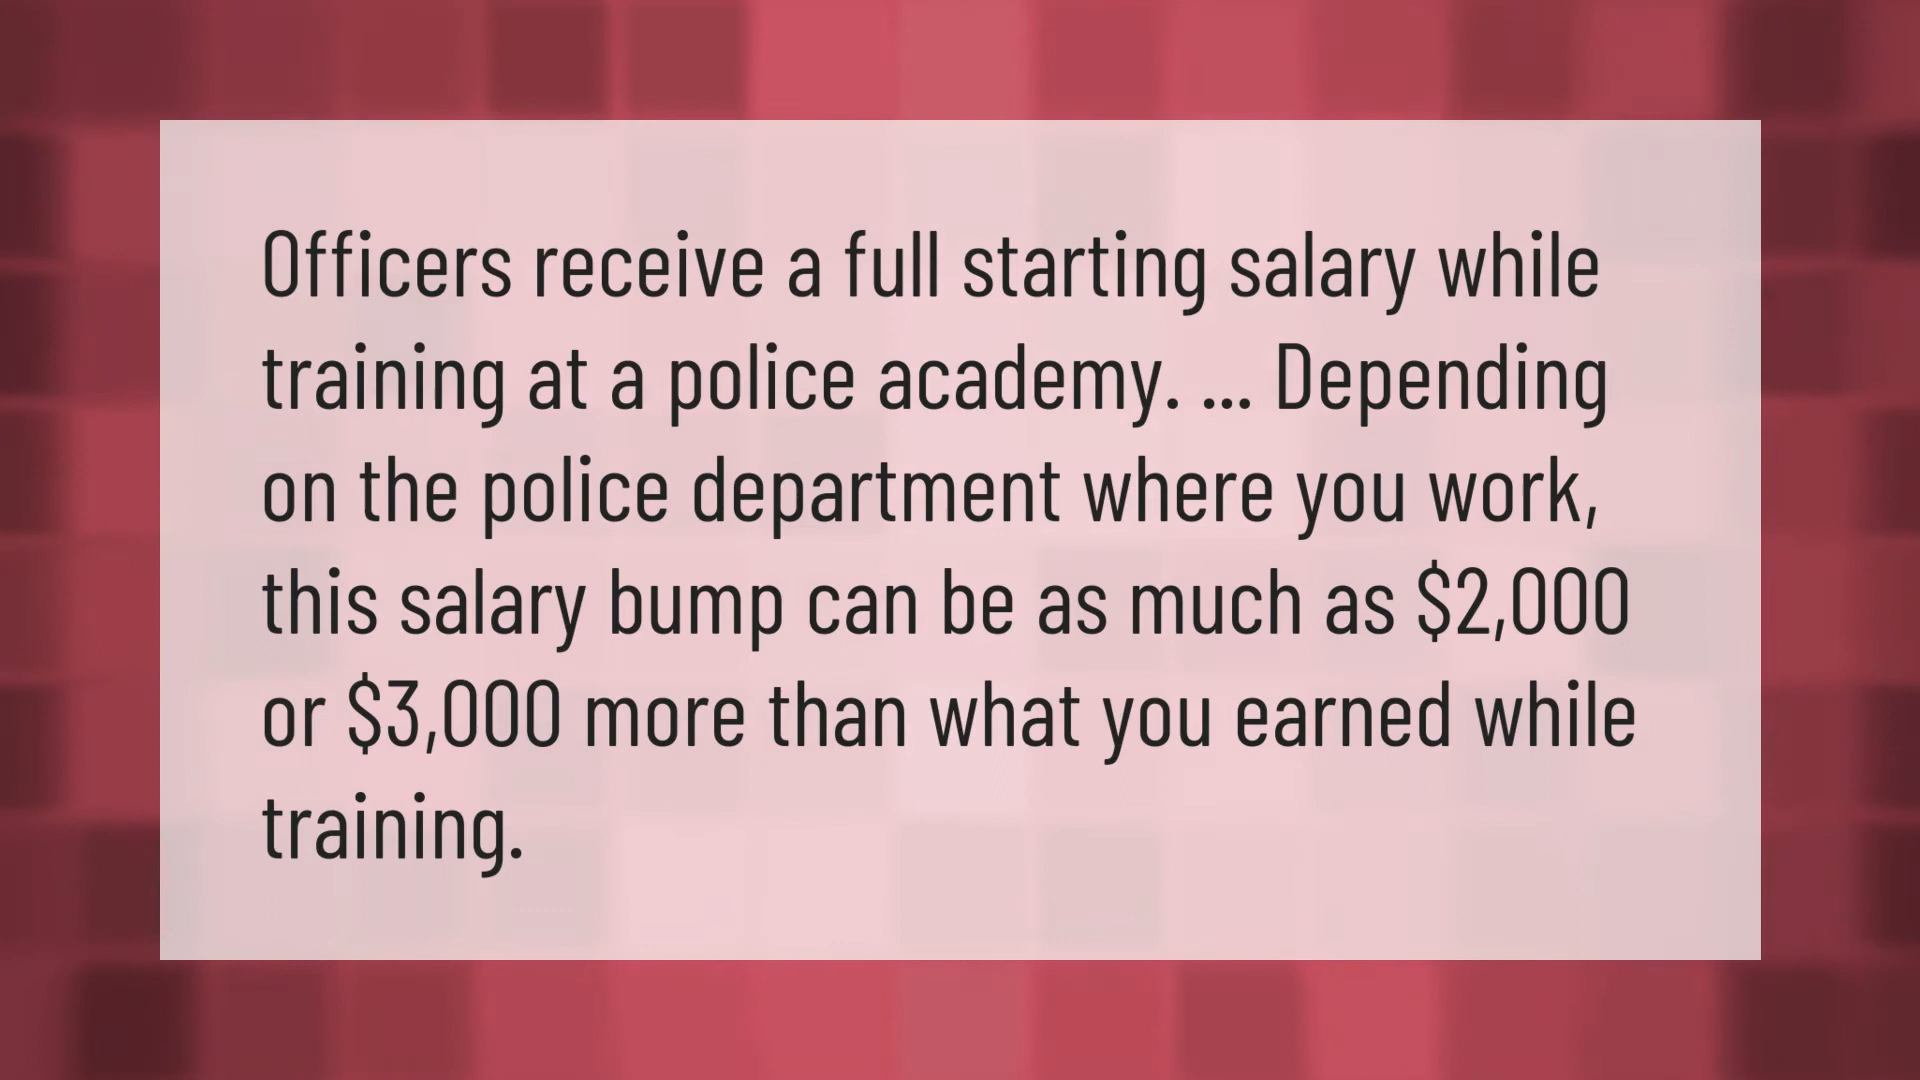 Officers receive a full starting salary while
training at a police academy. ... Depending
on the police department where you work,
this salary bump can be as much as $2,000
or $3,000 more than what you earned while
training.